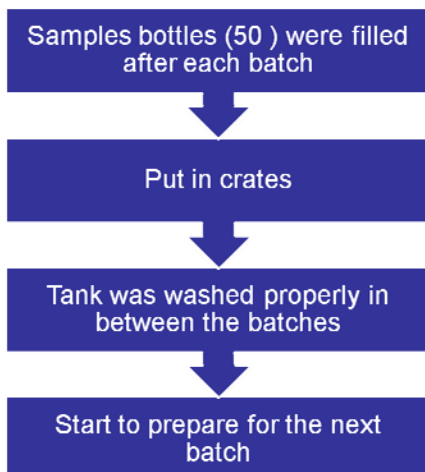 Samples bottles (50 ) were filled
after each batch
Put in crates
Tank was washed properly in
between the batches
Start to prepare for the next
batch